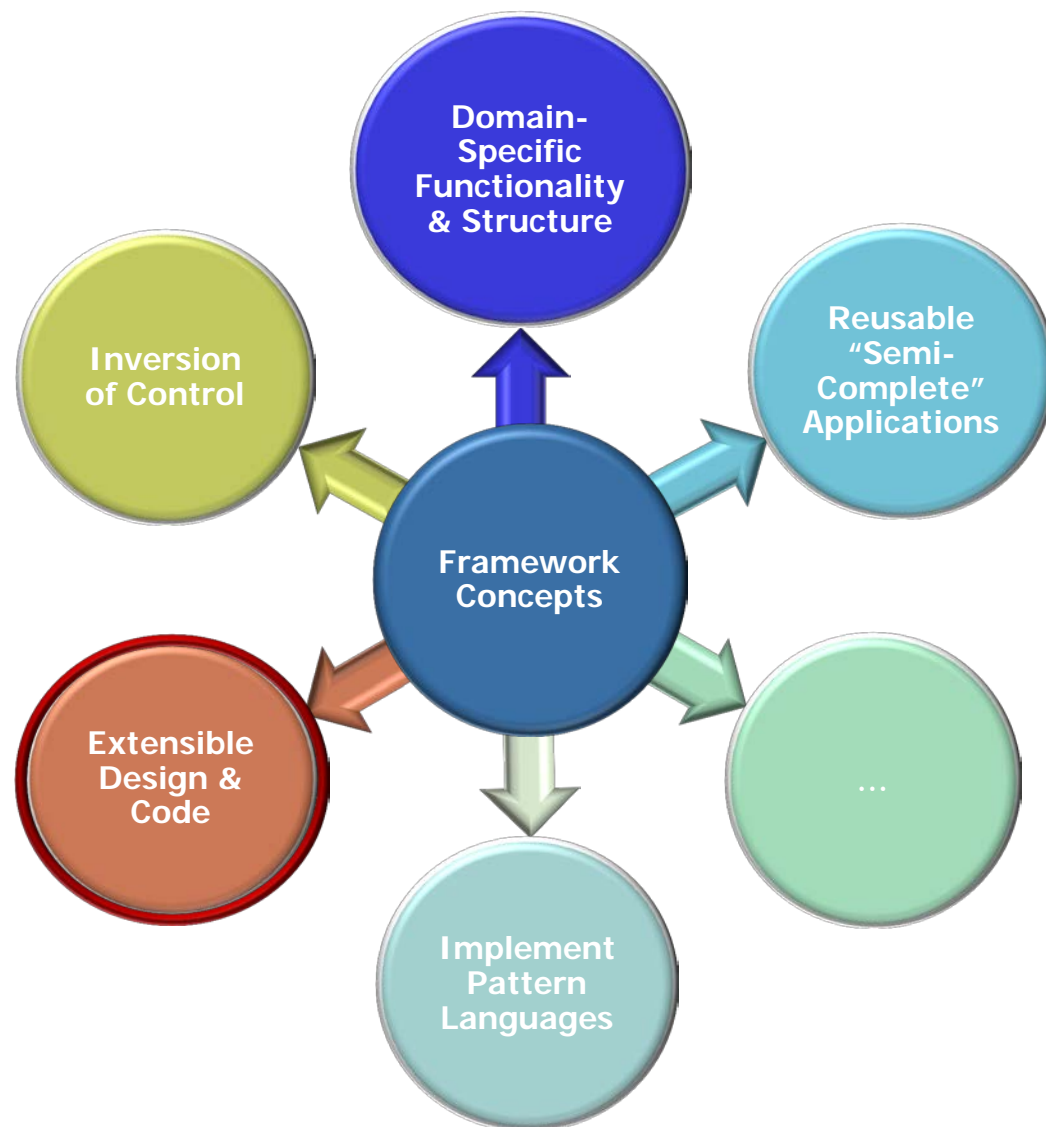 Domain-
Specific
Functionality
& Structure
Reusable
“Semi-
Complete”
Applications
Inversion
of Control
Framework
Concepts
Extensible
Design &
Code
...
Implement
Pattern
Languages